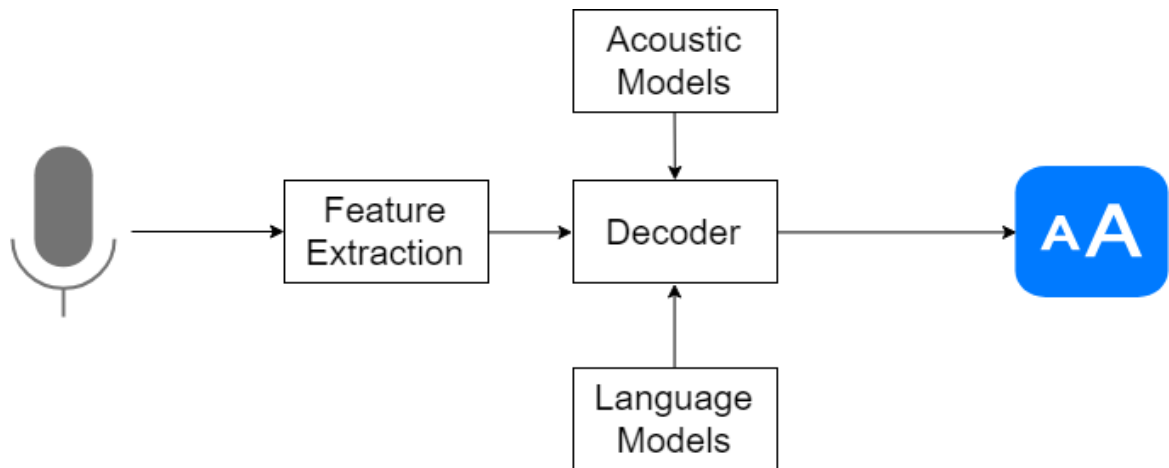 Acoustic
Models
Feature
Extraction
Decoder
AA
Language
Models